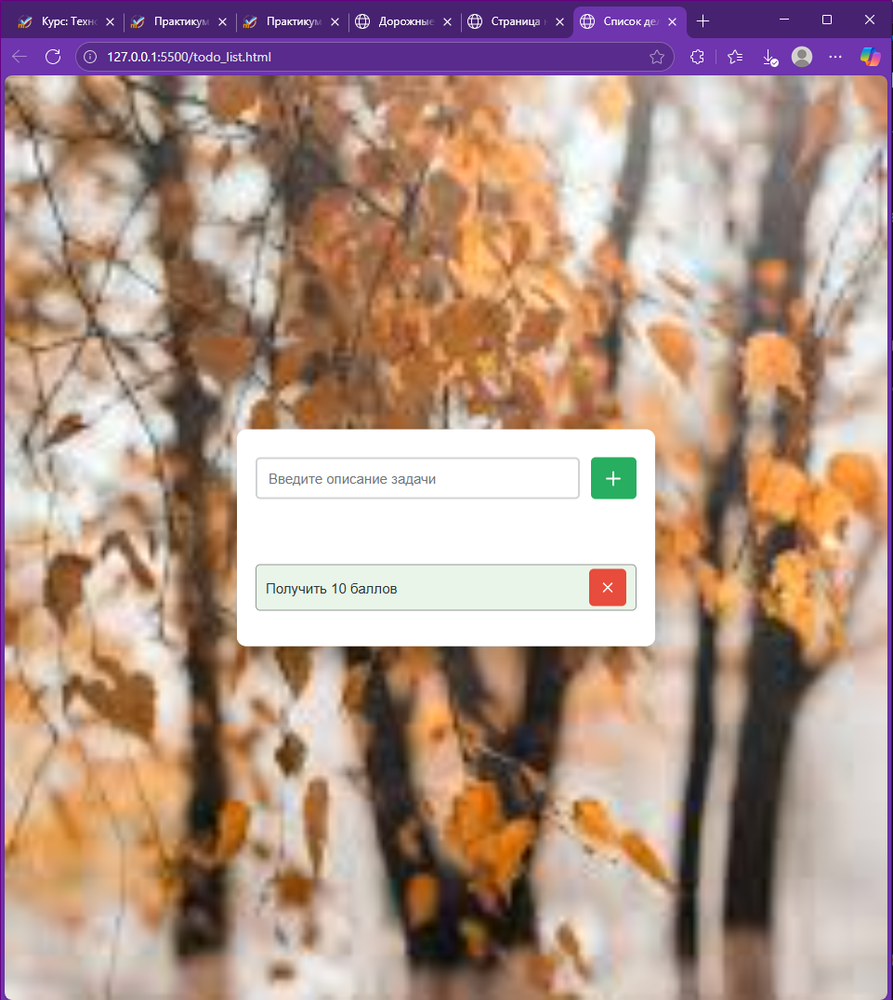 Курс: Техно
Практикум
Практикум
Дорожные
Страница
Список дел
127.0.0.1:5500/todo_list.html
Введите описание задачи
Получить 10 баллов